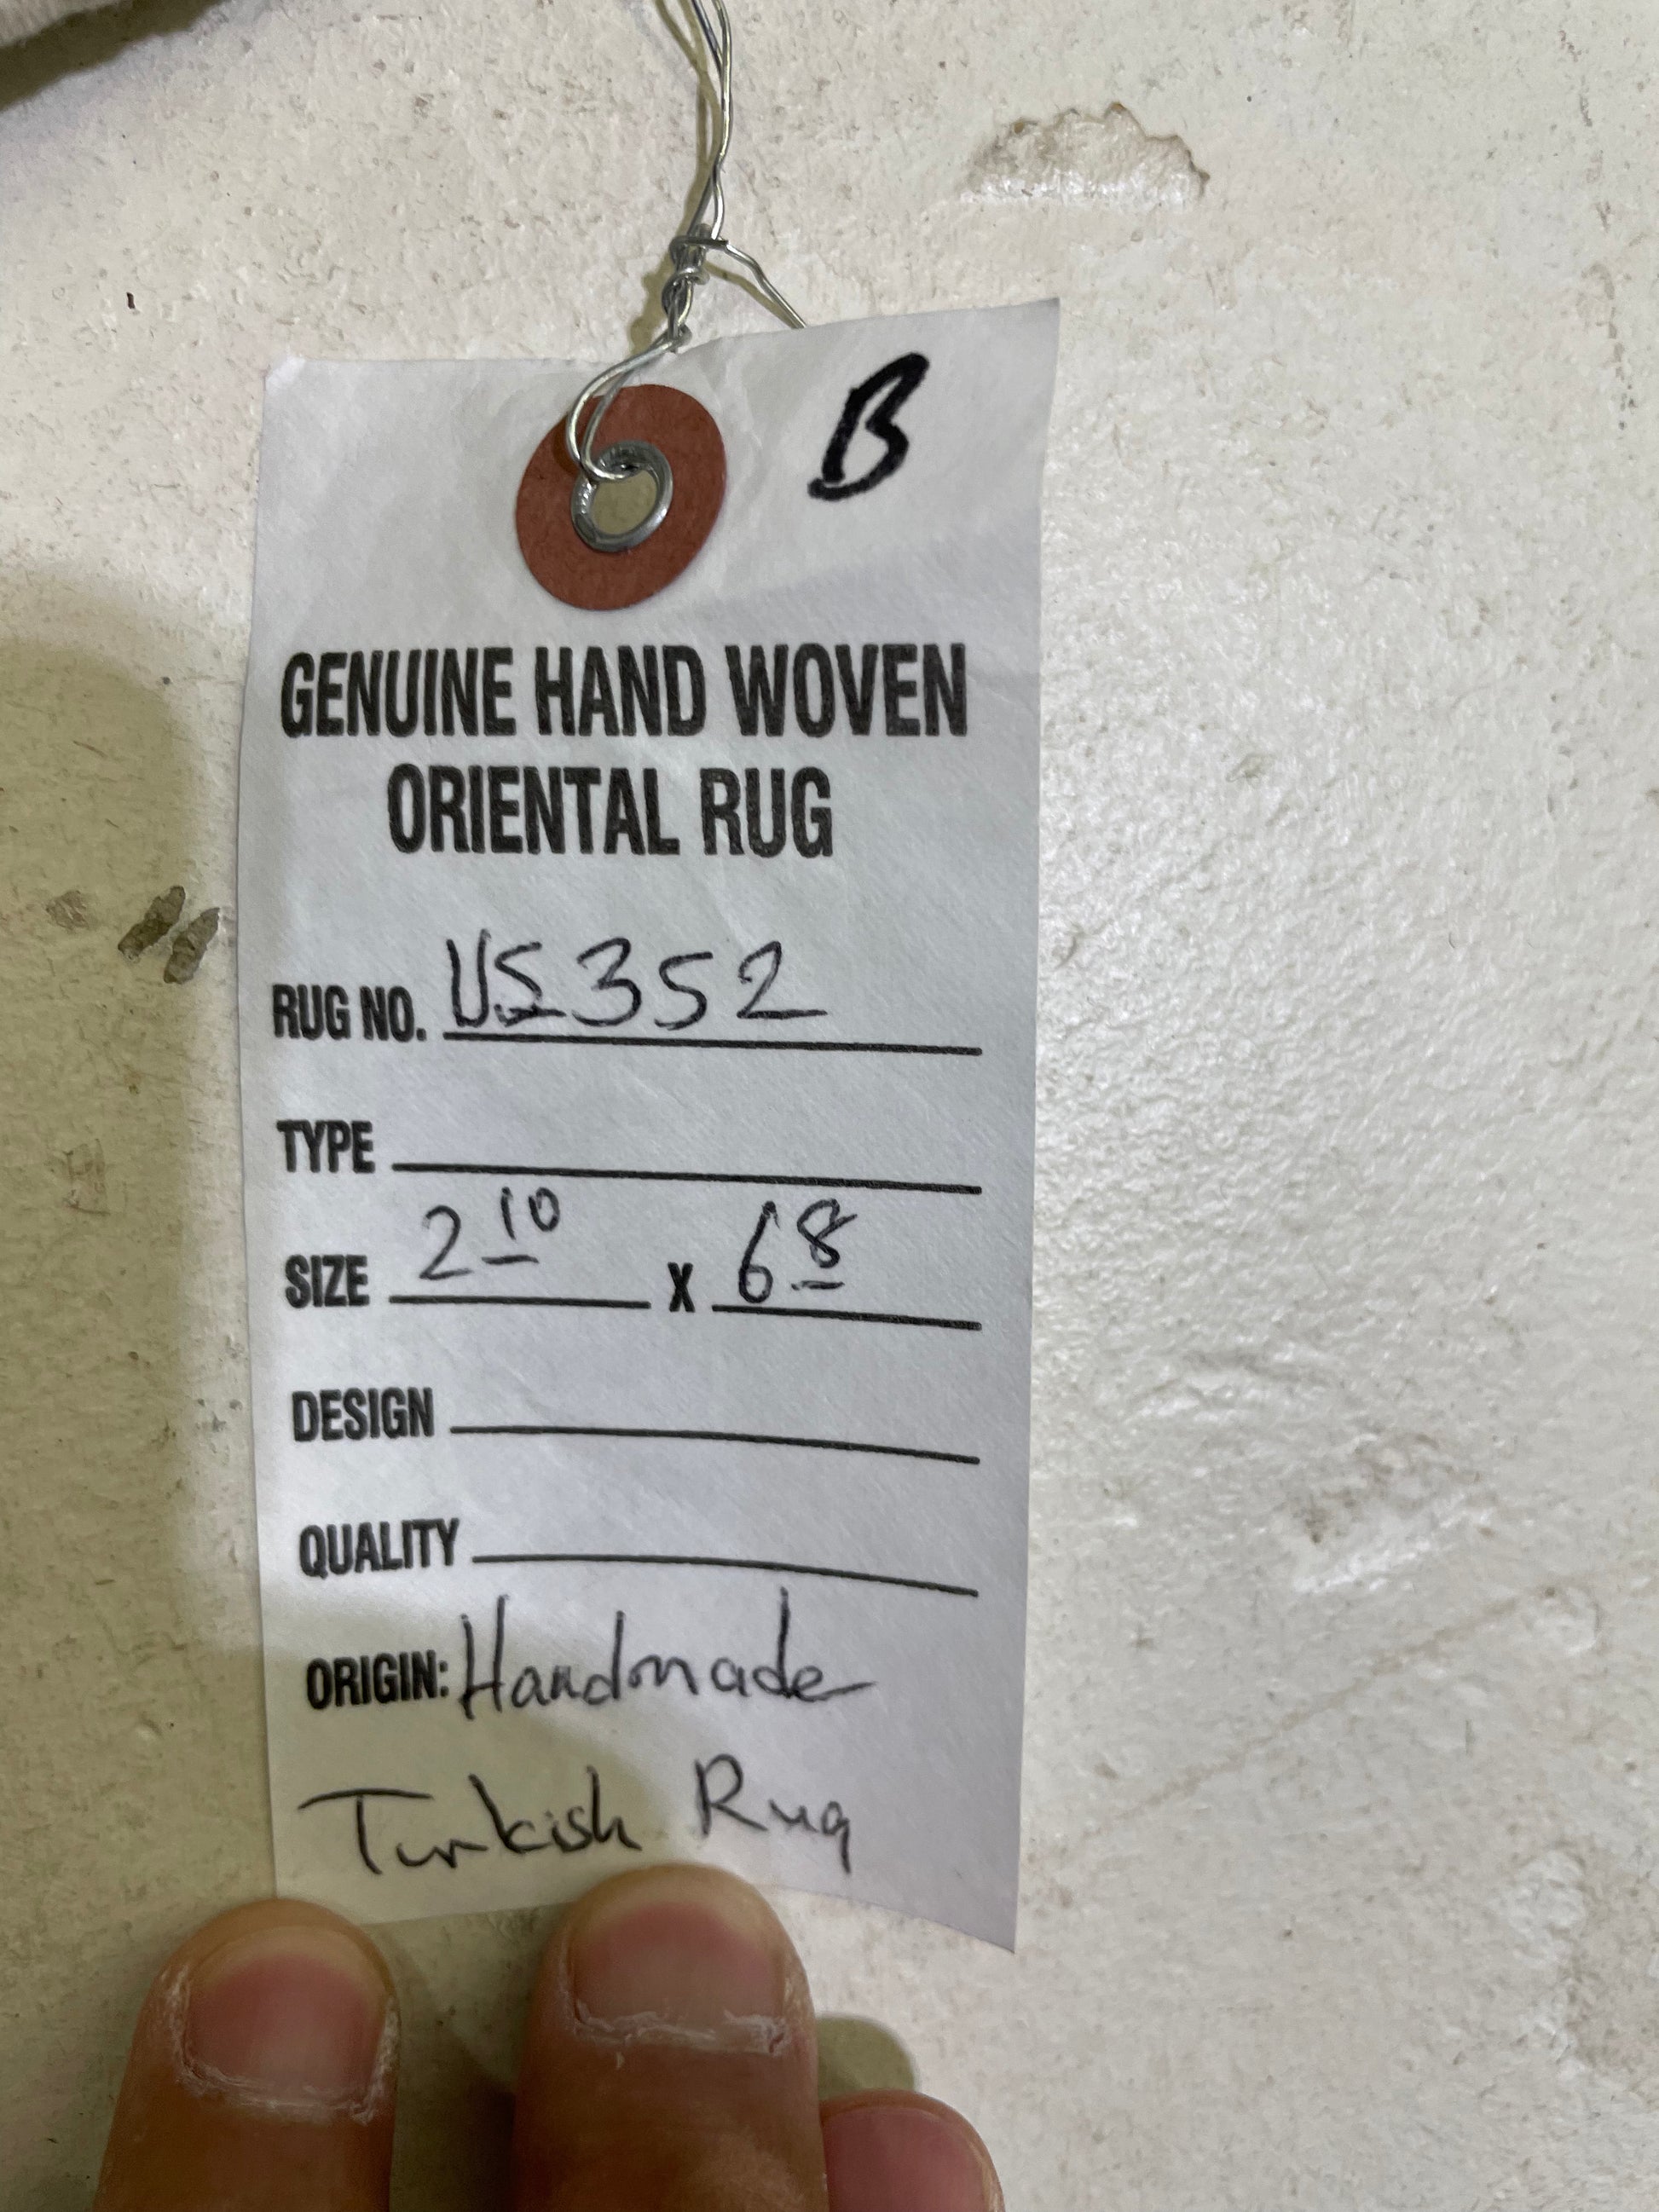 B
GENUINE HAND WOVEN
ORIENTAL RUG
RUG NO. US352
TYPE
SIZE 2 10 X 6 8
DESIGN
QUALITY
ORIGIN: Handmade
Turkish Rug